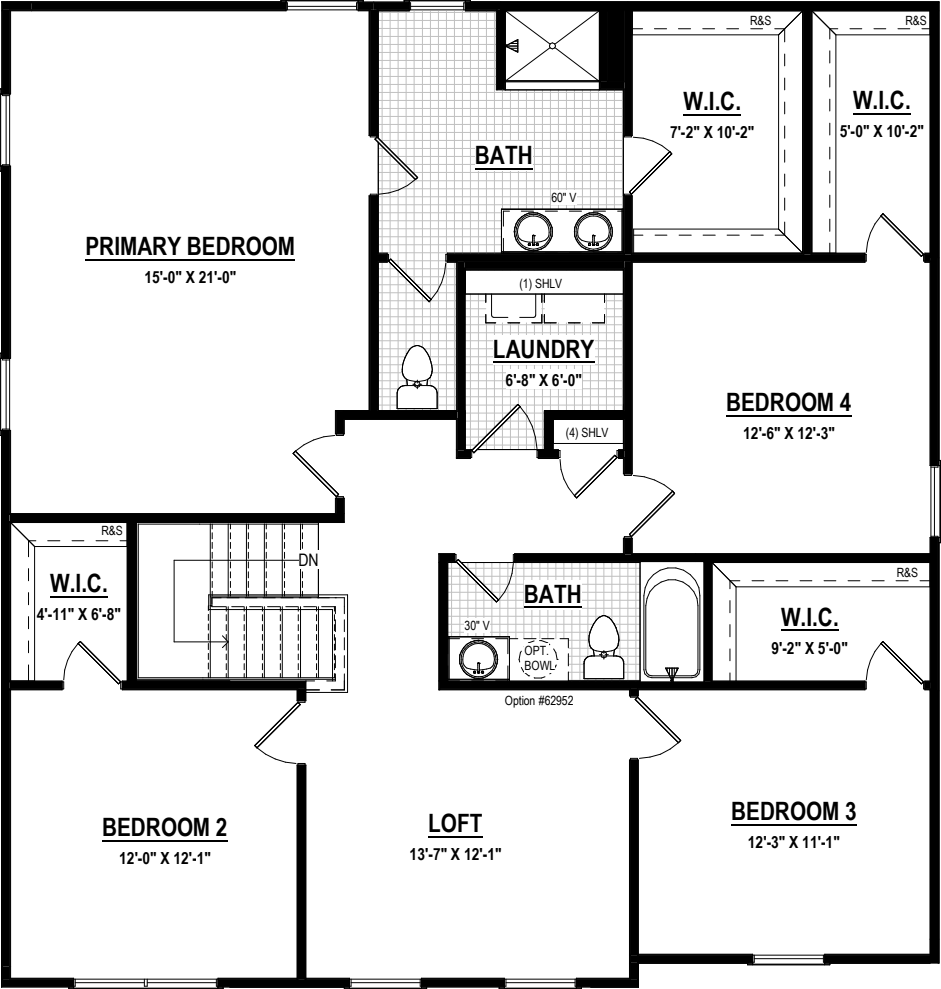 R&S
R&S
W.I.C.
7'-2" X 10'-2"
W.I.C.
5'-0" X 10'-2"
BATH
60" V
PRIMARY BEDROOM
15'-0" X 21'-0"
(1) SHLV
LAUNDRY
6'-8" X 6'-0"
BEDROOM 4
12'-6" X 12'-3"
(4) SHLV
R&S
W.I.C.
4'-11" X 6'-8"
DN
BATH
30" V
OPT.
BOWL
R&S
W.I.C.
9'-2" X 5'-0"
Option #62952
BEDROOM 2
12'-0" X 12'-1"
LOFT
13'-7" X 12'-1"
BEDROOM 3
12'-3" X 11'-1"